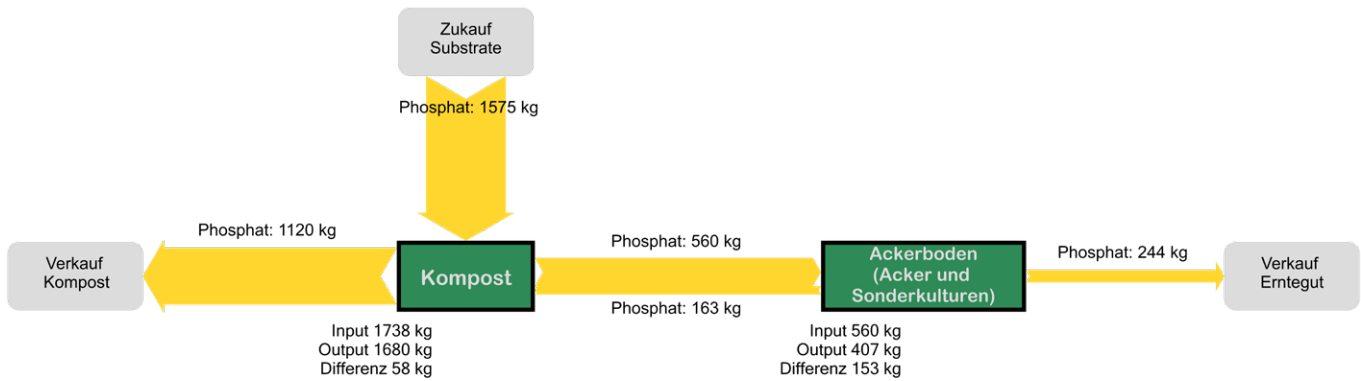 Zukauf
Substrate
Phosphat: 1575 kg
Phosphat: 1120 kg
Verkauf
Kompost
Kompost
Phosphat: 560 kg
Phosphat: 163 kg
Ackerboden
(Acker und
Sonderkulturen)
Phosphat: 244 kg
Verkauf
Erntegut
Input 1738 kg
Output 1680 kg
Differenz 58 kg
Input 560 kg
Output 407 kg
Differenz 153 kg